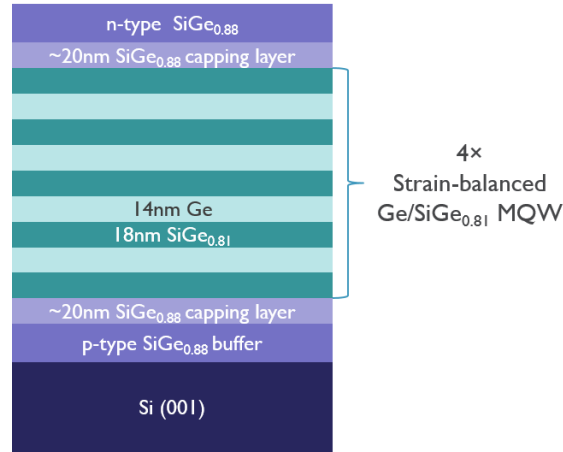 n-type SiGe0.88
~20nm SiGe0.88 capping layer
14nm Ge
18nm SiGe0.81
~20nm SiGe0.88 capping layer
p-type SiGe0.88 buffer
Si (001)
4×
Strain-balanced
Ge/SiGe0.81 MQW